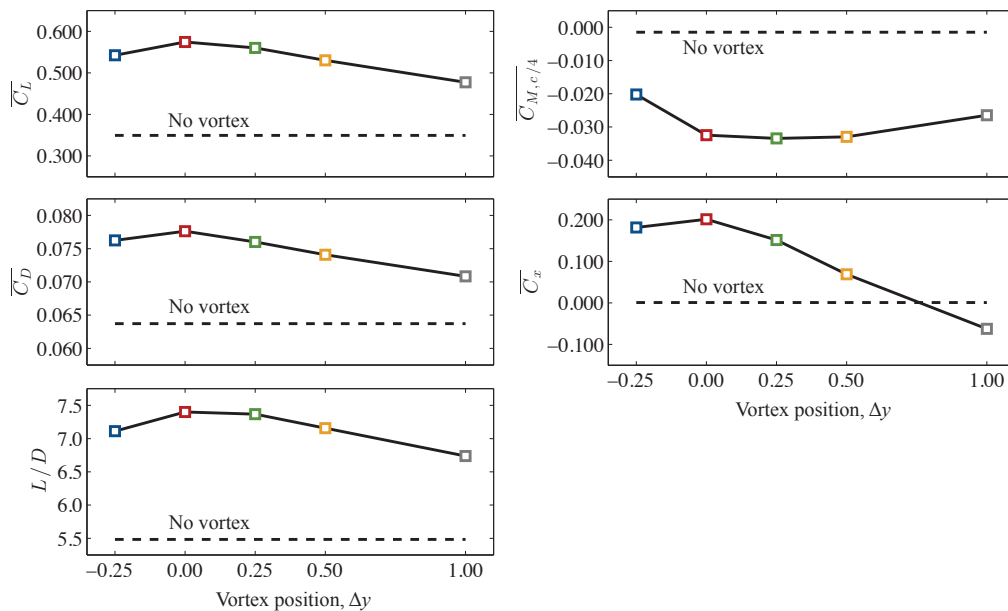 0.600
0.500
0.400
0.300
C_L
No vortex
0.000
−0.010
−0.020
−0.030
−0.040
C_{M,c/4}
No vortex
0.080
0.075
0.070
0.065
0.060
C_D
No vortex
0.200
0.100
0.000
−0.100
C_x
No vortex
−0.25 0.00 0.25 0.50 1.00
Vortex position, Δy
7.5
7.0
6.5
6.0
5.5
L / D
No vortex
−0.25 0.00 0.25 0.50 1.00
Vortex position, Δy